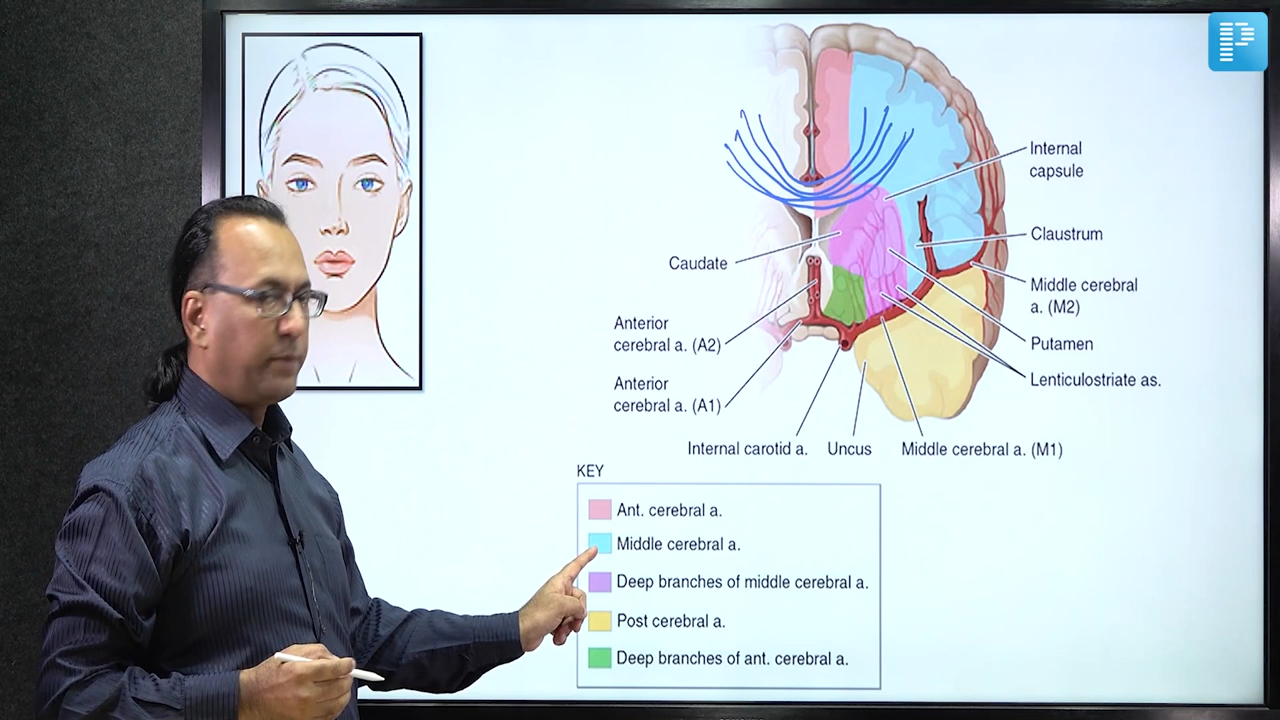 P
Internal
capsule
Claustrum
Caudate
Middle cerebral
a. (M2)
Anterior
cerebral a. (A2)
Putamen
Lenticulostriate as.
Anterior
cerebral a. (A1)
Internal carotid a.
Uncus
Middle cerebral a. (M1)
KEY
Ant. cerebral a.
Middle cerebral a.
Deep branches of middle cerebral a.
Post cerebral a.
Deep branches of ant. cerebral a.